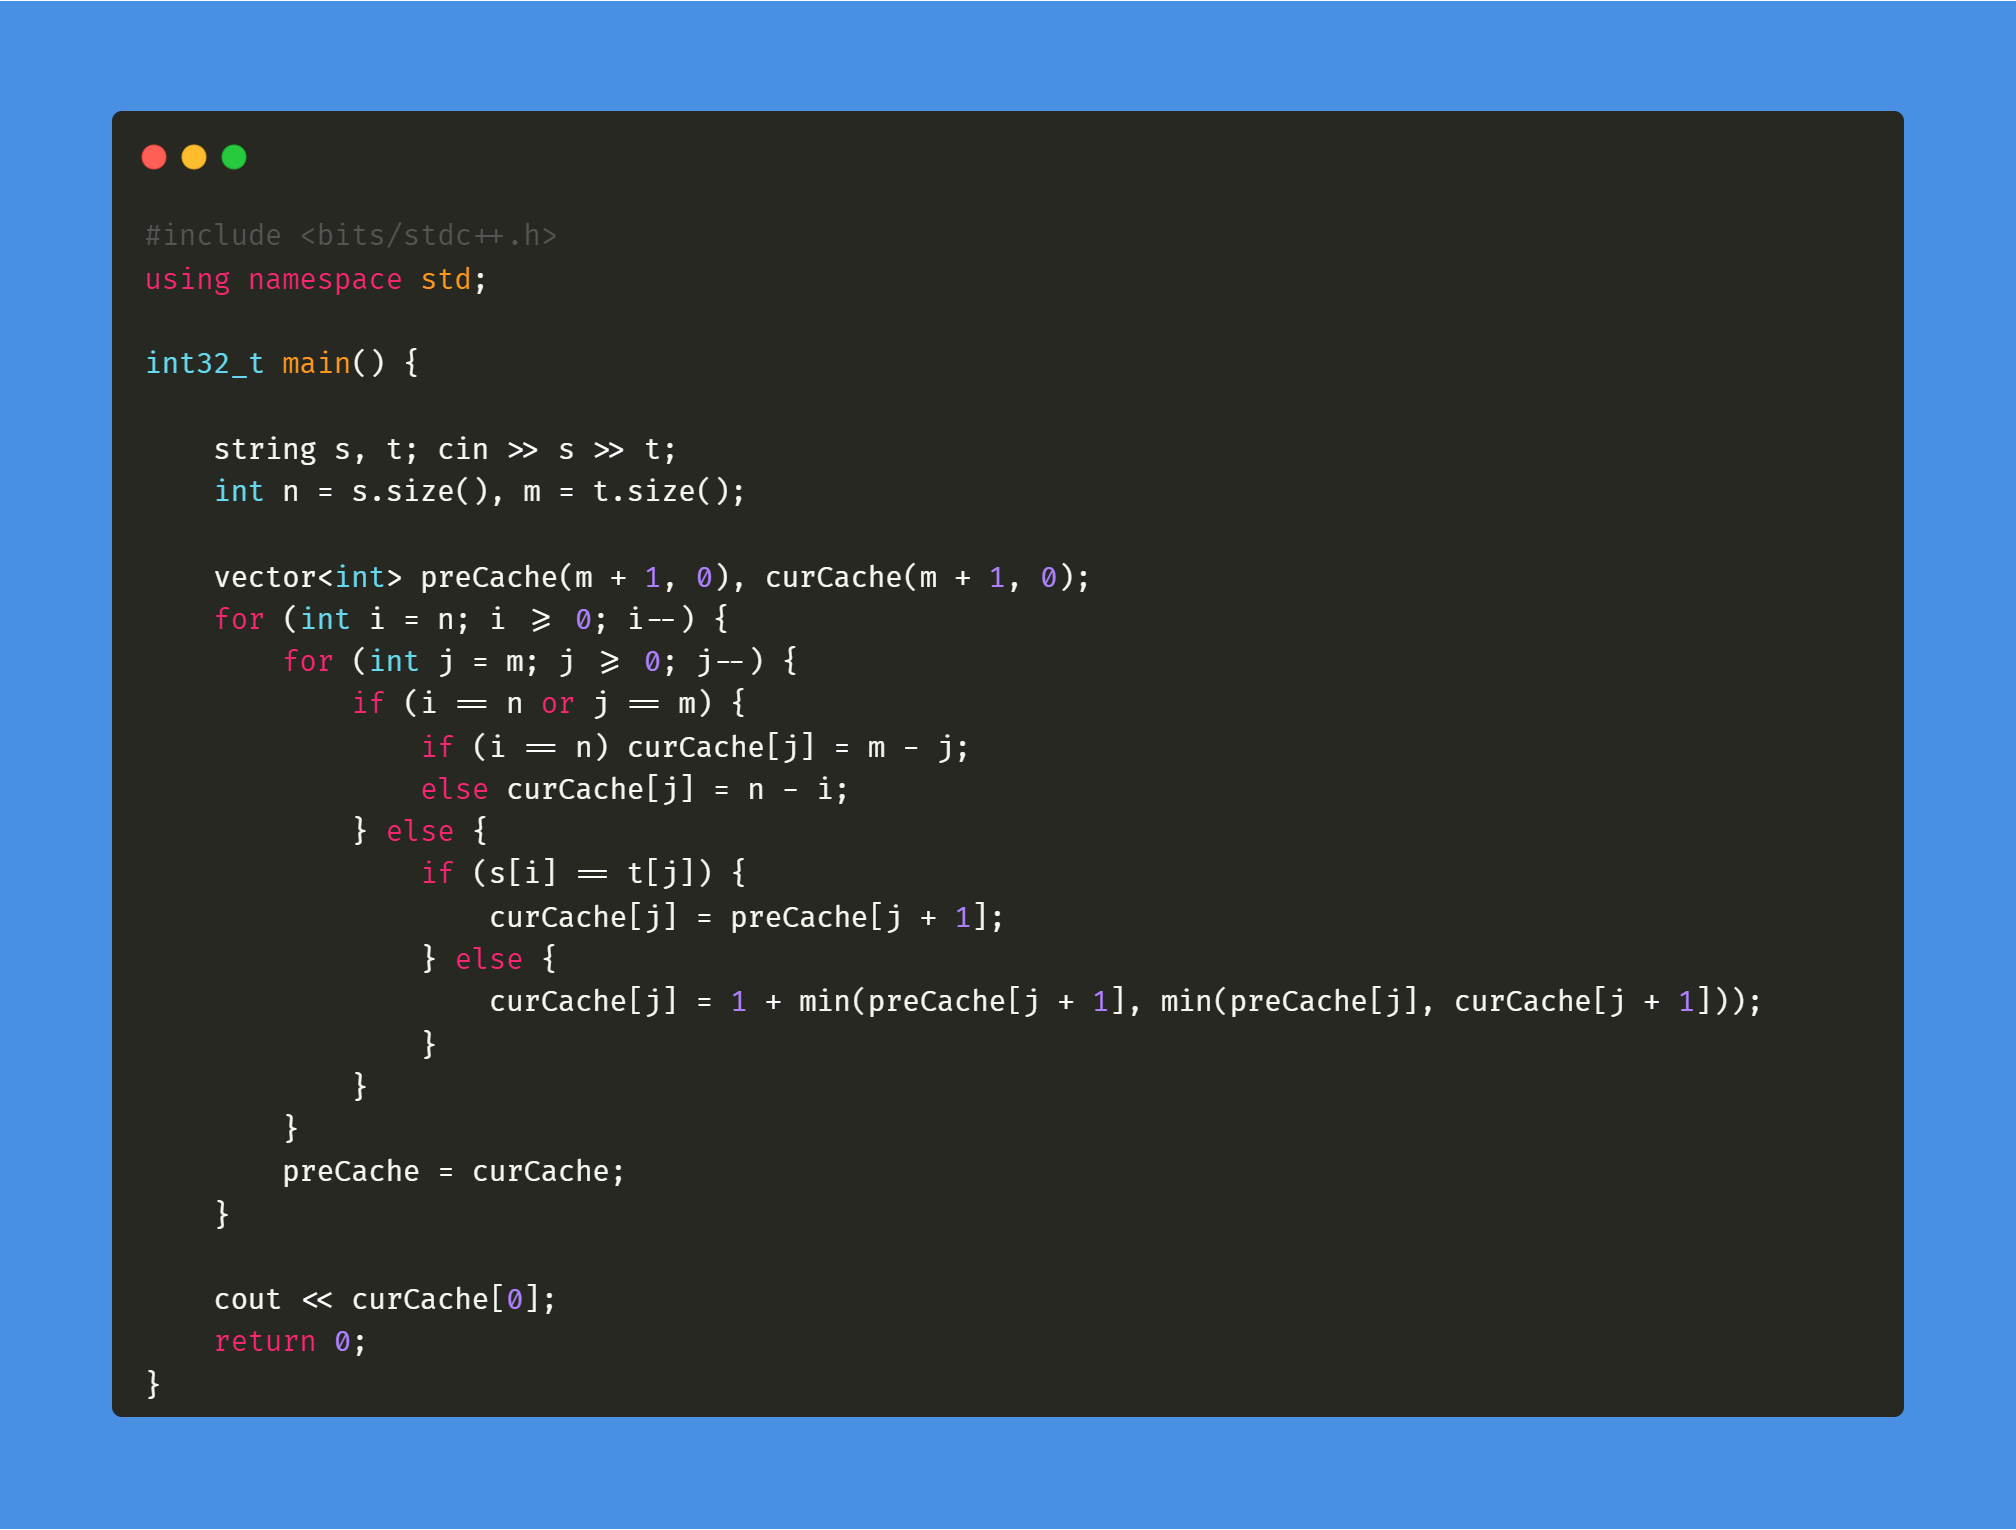 #include <bits/stdc++.h>
using namespace std;
int32_t main() {
    string s, t; cin >> s >> t;
    int n = s.size(), m = t.size();
    vector<int> preCache(m + 1, 0), curCache(m + 1, 0);
    for (int i = n; i >= 0; i--) {
        for (int j = m; j >= 0; j--) {
            if (i == n or j == m) {
                if (i == n) curCache[j] = m - j;
                else curCache[j] = n - i;
            } else {
                if (s[i] == t[j]) {
                    curCache[j] = preCache[j + 1];
                } else {
                    curCache[j] = 1 + min(preCache[j + 1], min(preCache[j], curCache[j + 1]));
                }
            }
        }
        preCache = curCache;
    }
    cout << curCache[0];
    return 0;
}